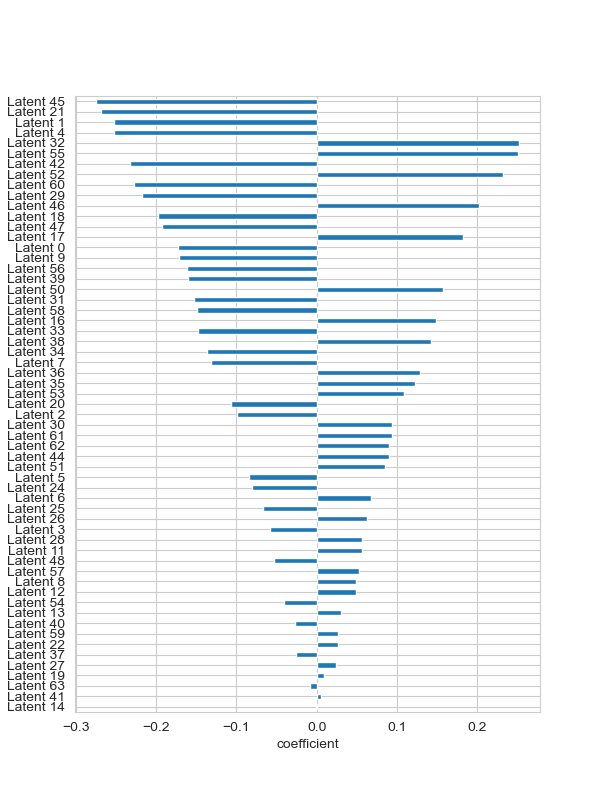 Latent 45
Latent 21
Latent 1
Latent 4
Latent 32
Latent 55
Latent 42
Latent 52
Latent 60
Latent 29
Latent 46
Latent 18
Latent 47
Latent 17
Latent 0
Latent 9
Latent 56
Latent 39
Latent 50
Latent 31
Latent 58
Latent 16
Latent 33
Latent 38
Latent 34
Latent 7
Latent 36
Latent 35
Latent 53
Latent 20
Latent 2
Latent 30
Latent 61
Latent 62
Latent 44
Latent 51
Latent 5
Latent 24
Latent 6
Latent 25
Latent 26
Latent 3
Latent 28
Latent 11
Latent 48
Latent 57
Latent 8
Latent 12
Latent 54
Latent 13
Latent 40
Latent 59
Latent 22
Latent 37
Latent 27
Latent 19
Latent 63
Latent 41
Latent 14
−0.3 −0.2 −0.1 0.0 0.1 0.2
coefficient